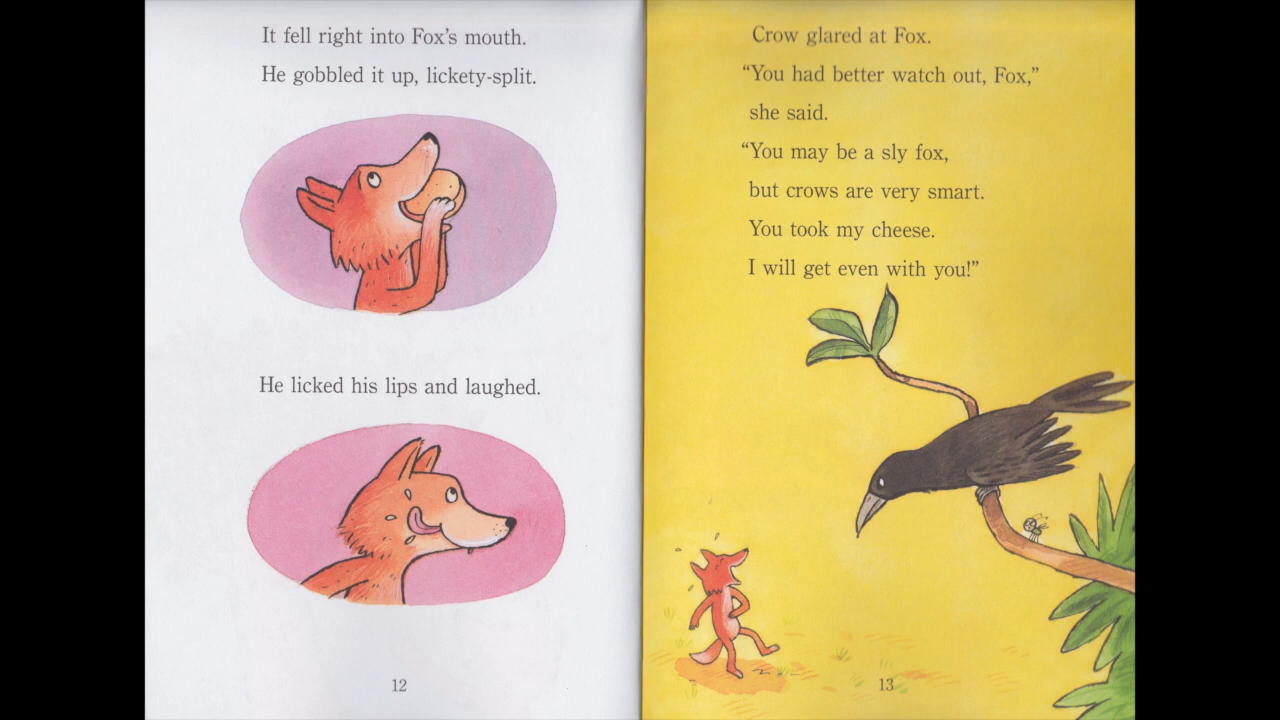 It fell right into Fox's mouth.
He gobbled it up, lickety-split.
He licked his lips and laughed.
12
Crow glared at Fox.
“You had better watch out, Fox,”
she said.
“You may be a sly fox,
but crows are very smart.
You took my cheese.
I will get even with you!”
13